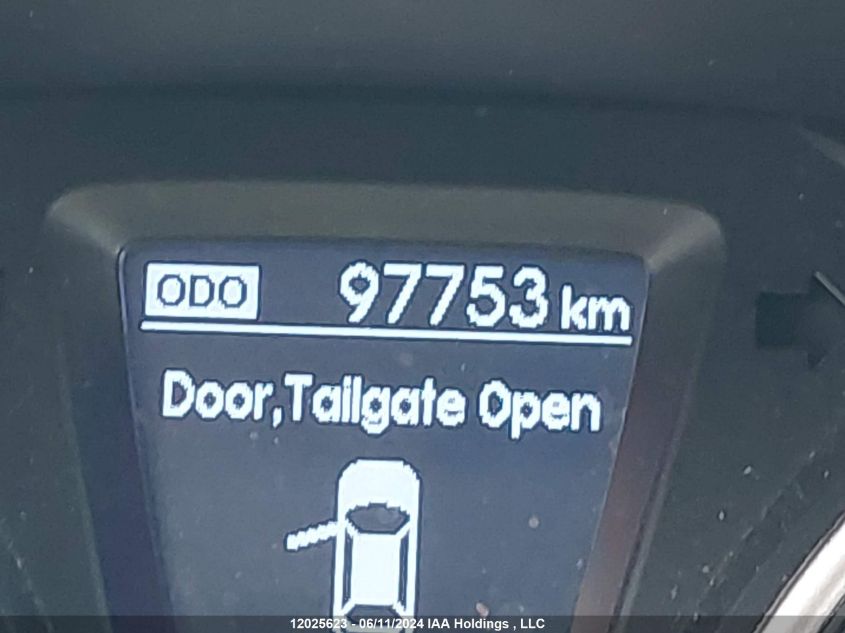 ODO 97753 km
Door,Tailgate Open
12025623 - 06/11/2024 IAA Holdings , LLC